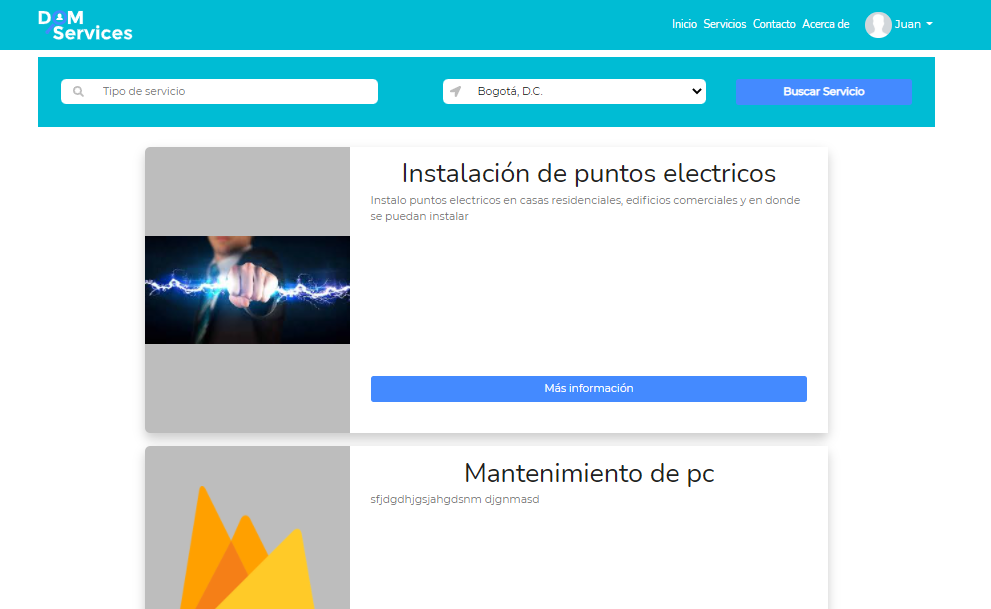 D M
Services
Inicio Servicios Contacto Acerca de Juan
Tipo de servicio
Bogotá, D.C.
Buscar Servicio
Instalación de puntos electricos
Instalo puntos electricos en casas residenciales, edificios comerciales y en donde
se puedan instalar
Más información
Mantenimiento de pc
sfjdgdhjgsjahgdsnm djgnmasd